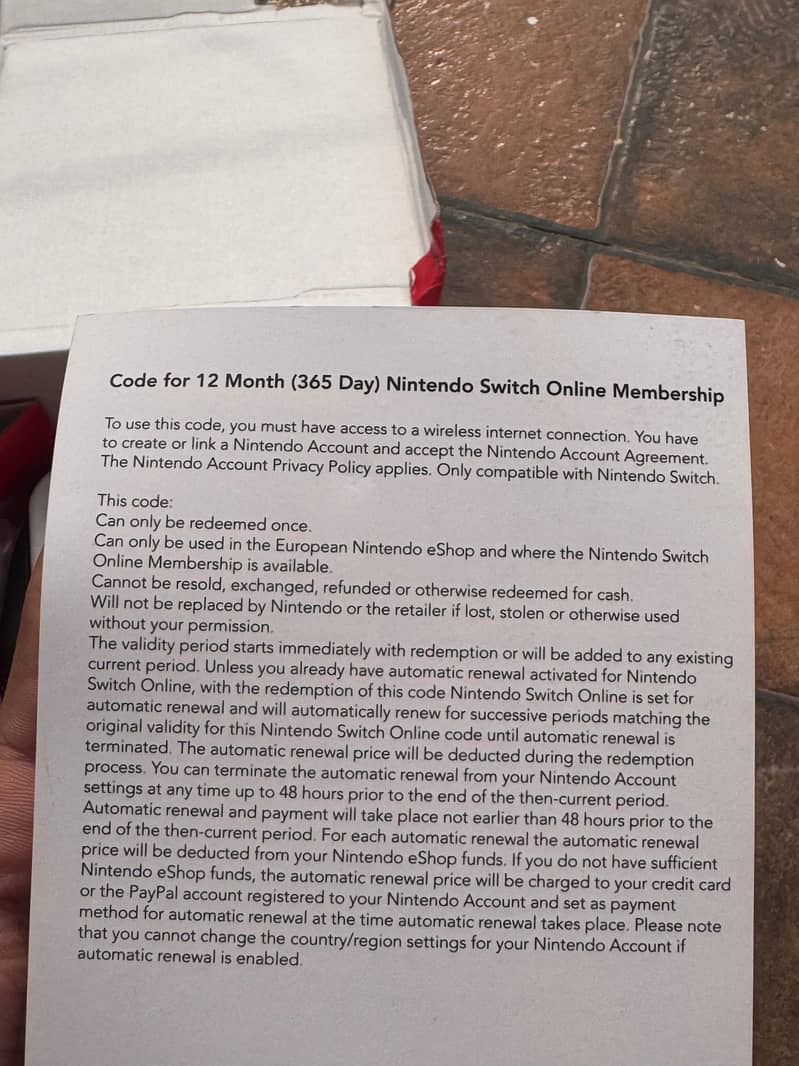 Code for 12 Month (365 Day) Nintendo Switch Online Membership
To use this code, you must have access to a wireless internet connection. You have
to create or link a Nintendo Account and accept the Nintendo Account Agreement.
The Nintendo Account Privacy Policy applies. Only compatible with Nintendo Switch.
This code:
Can only be redeemed once.
Can only be used in the European Nintendo eShop and where the Nintendo Switch
Online Membership is available.
Cannot be resold, exchanged, refunded or otherwise redeemed for cash.
Will not be replaced by Nintendo or the retailer if lost, stolen or otherwise used
without your permission.
The validity period starts immediately with redemption or will be added to any existing
current period. Unless you already have automatic renewal activated for Nintendo
Switch Online, with the redemption of this code Nintendo Switch Online is set for
automatic renewal and will automatically renew for successive periods matching the
original validity for this Nintendo Switch Online code until automatic renewal is
terminated. The automatic renewal price will be deducted during the redemption
process. You can terminate the automatic renewal from your Nintendo Account
settings at any time up to 48 hours prior to the end of the then-current period.
Automatic renewal and payment will take place not earlier than 48 hours prior to the
end of the then-current period. For each automatic renewal the automatic renewal
price will be deducted from your Nintendo eShop funds. If you do not have sufficient
Nintendo eShop funds, the automatic renewal price will be charged to your credit card
or the PayPal account registered to your Nintendo Account and set as payment
method for automatic renewal at the time automatic renewal takes place. Please note
that you cannot change the country/region settings for your Nintendo Account if
automatic renewal is enabled.